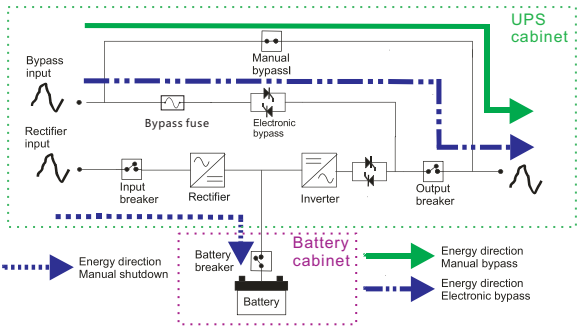 UPS
cabinet
Bypass
input
Manual
bypassI
Bypass fuse
Electronic
bypass
Rectifier
input
Input
breaker
Rectifier
Inverter
Output
breaker
Battery
cabinet
Battery
breaker
Battery
Energy direction
Manual shutdown
Energy direction
Manual bypass
Energy direction
Electronic bypass